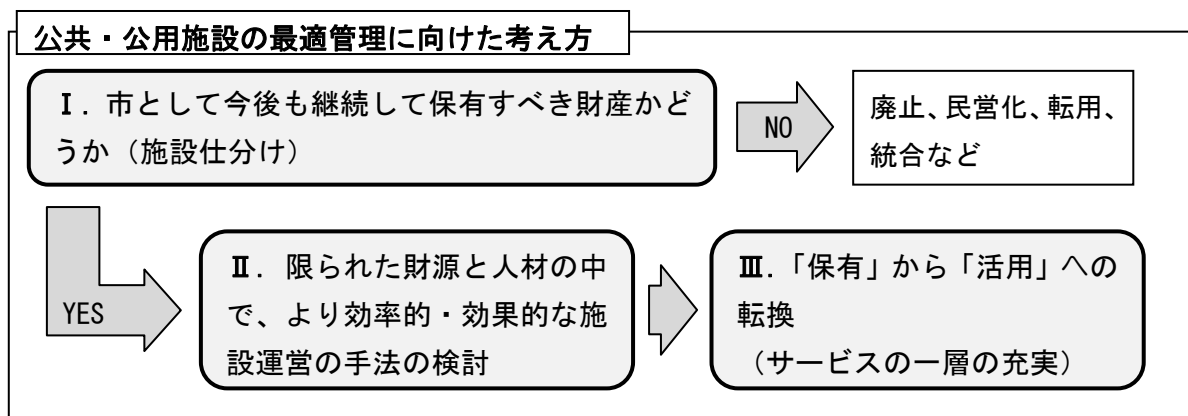 公共・公用施設の最適管理に向けた考え方
Ⅰ．市として今後も継続して保有すべき財産かど
うか（施設仕分け）
NO
廃止、民営化、転用、
統合など
YES
Ⅱ．限られた財源と人材の中
で、より効率的・効果的な施
設運営の手法の検討
Ⅲ．「保有」から「活用」への
転換
（サービスの一層の充実）